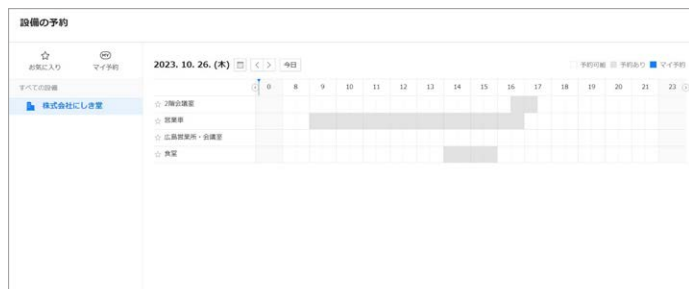 設備の予約
お気に入り
マイ予約
すべての設備
株式会社にしき堂
2023. 10. 26. (木)
今日
予約可能 予約あり マイ予約
0 8 9 10 11 12 13 14 15 16 17 18 19 20 21 22 23
2階会議室
営業車
広島営業所・会議室
食堂